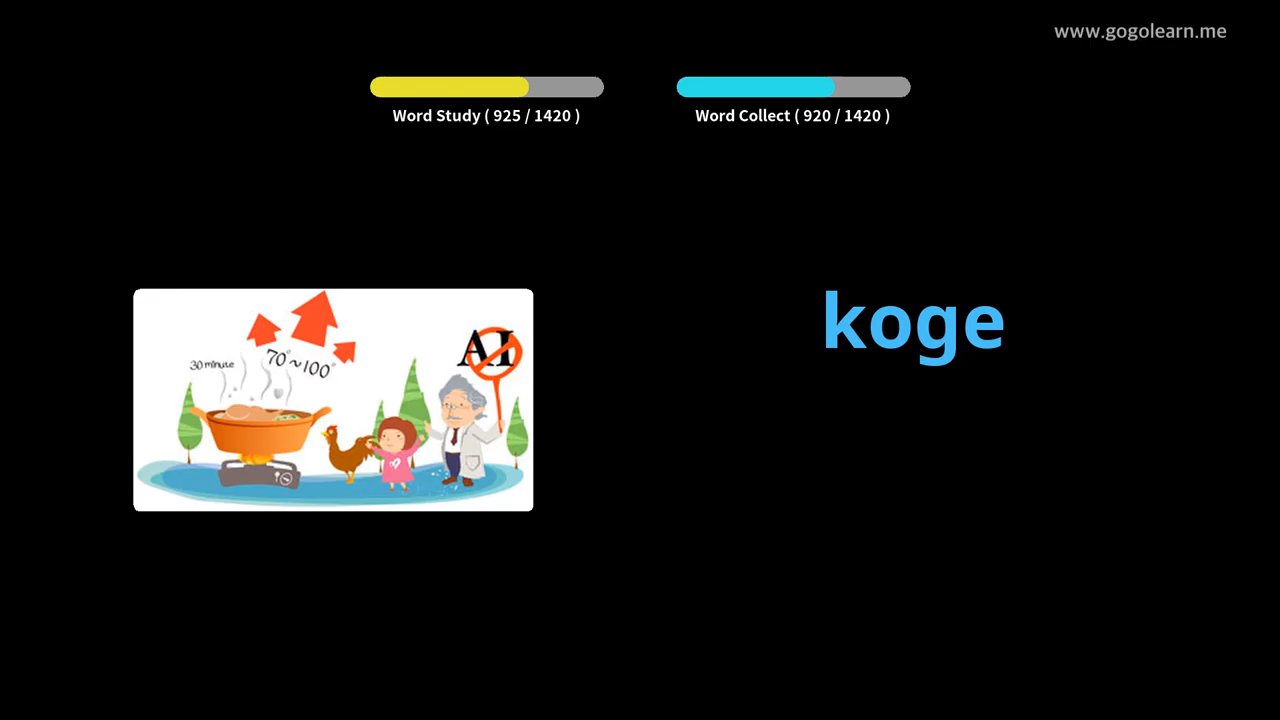 www.gogolearn.me
Word Study ( 925 / 1420 )
Word Collect ( 920 / 1420 )
koge
30 minute
70°~100°
AI